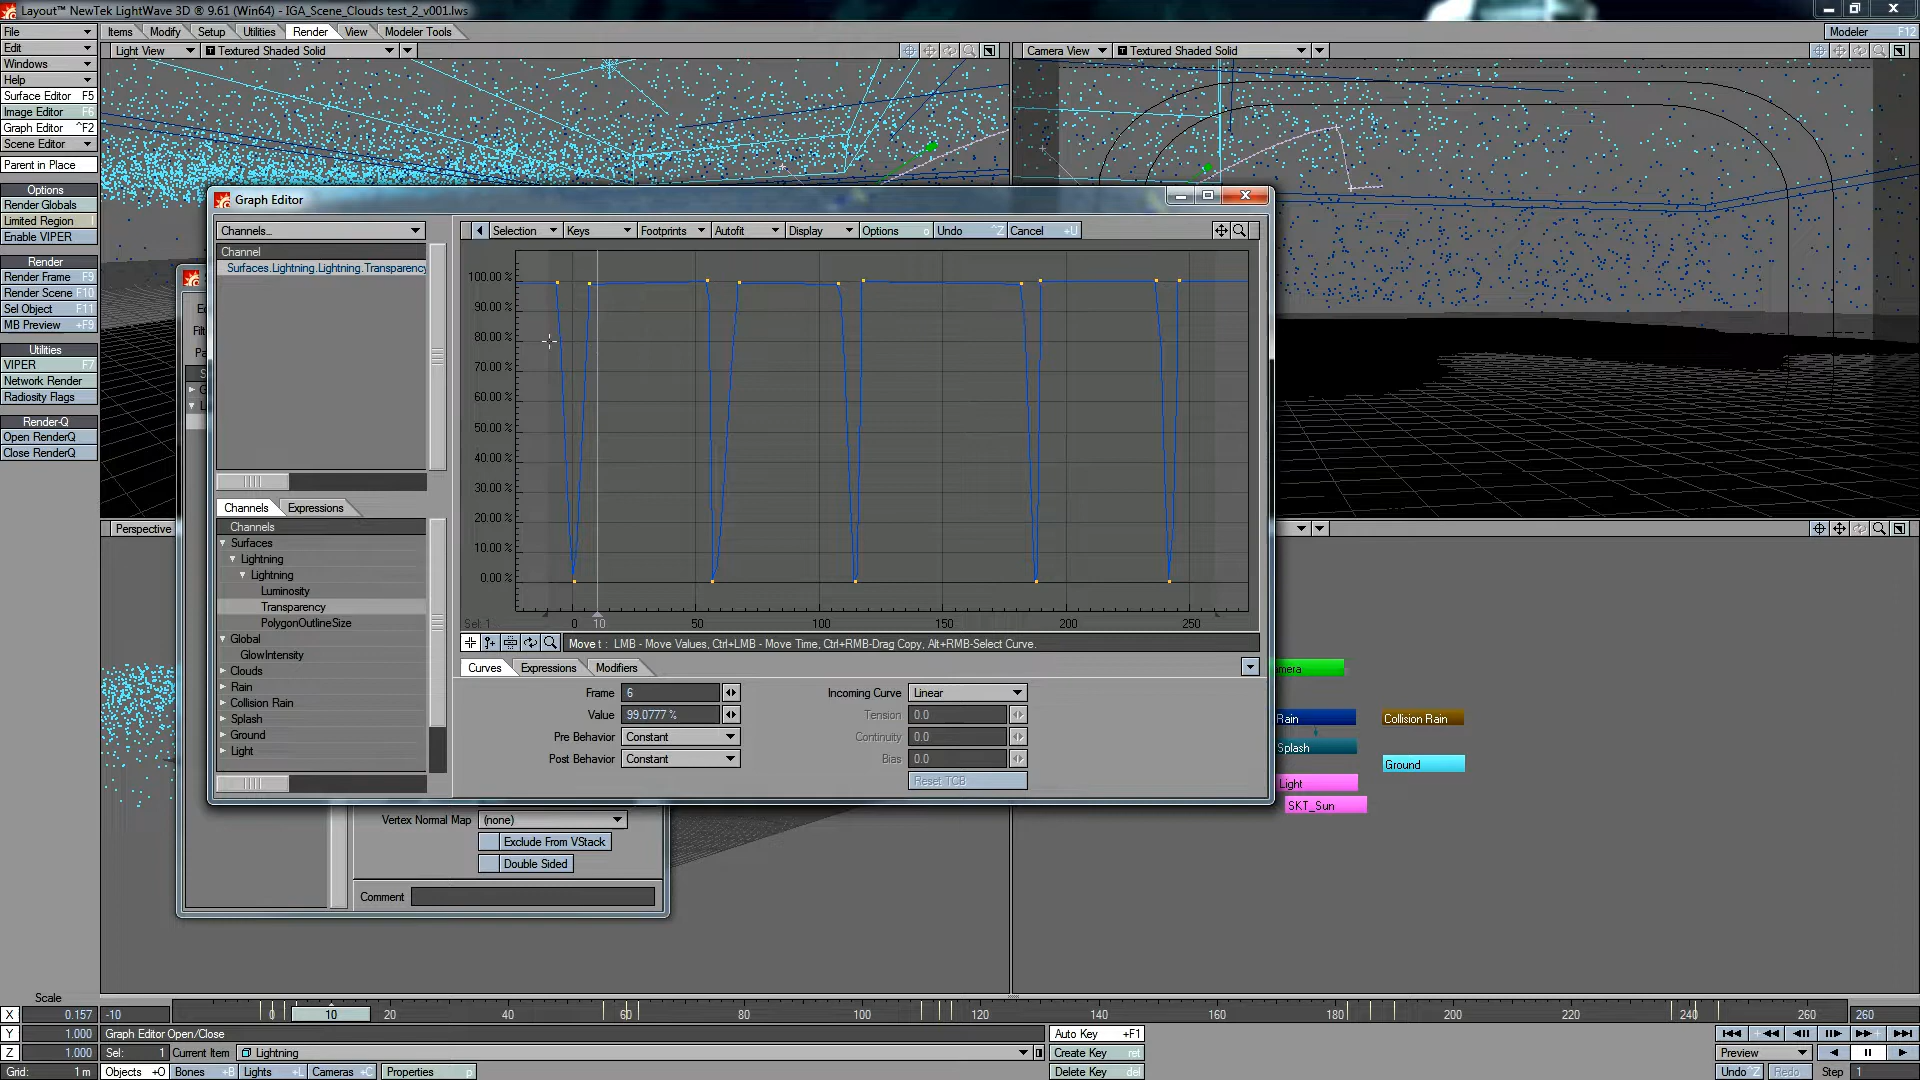 Layout™ NewTek LightWave 3D ® 9.61 (Win64) - IGA_Scene_Clouds test_2_v001.lws
File
Items Modify Setup Utilities Render View Modeler Tools
Modeler F12
Edit
Windows
Help
Surface Editor F5
Image Editor F6
Graph Editor ^F2
Scene Editor
Parent in Place
Options
Render Globals
Limited Region l
Enable VIPER
Render
Render Frame F9
Render Scene F10
Sel Object F11
MB Preview +F9
Utilities
VIPER F7
Network Render
Radiosity Flags
Render-Q
Open RenderQ
Close RenderQ
Light View Textured Shaded Solid
Camera View Textured Shaded Solid
Perspective
Graph Editor
Channels...
Selection Keys Footprints Autofit Display Options o Undo ^Z Cancel +U
Channel
Surfaces.Lightning.Lightning.Transparency
100.00 %
90.00 %
80.00 %
70.00 %
60.00 %
50.00 %
40.00 %
30.00 %
20.00 %
10.00 %
0.00 %
Sel: 1 0 10 50 100 150 200 250
Move t : LMB - Move Values, Ctrl+LMB - Move Time, Ctrl+RMB-Drag Copy, Alt+RMB-Select Curve.
Channels Expressions
Channels
Surfaces
Lightning
Lightning
Luminosity
Transparency
PolygonOutlineSize
Global
GlowIntensity
Clouds
Rain
Collision Rain
Splash
Ground
Light
Curves Expressions Modifiers
Frame 6
Value 99.0777 %
Pre Behavior Constant
Post Behavior Constant
Incoming Curve Linear
Tension 0.0
Continuity 0.0
Bias 0.0
Reset TCB
Vertex Normal Map (none)
Exclude From VStack
Double Sided
Comment
mera
Rain Collision Rain
Splash
Ground
Light
SKT_Sun
Scale
X 0.157 -10 0 10 20 40 60 80 100 120 140 160 180 200 220 240 260 260
Y 1.000 Graph Editor Open/Close Auto Key +F1
Z 1.000 Sel: 1 Current Item Lightning Create Key ret Preview
Grid: 1 m Objects +O Bones +B Lights +L Cameras +C Properties p Delete Key del Undo ^Z Redo Step 1